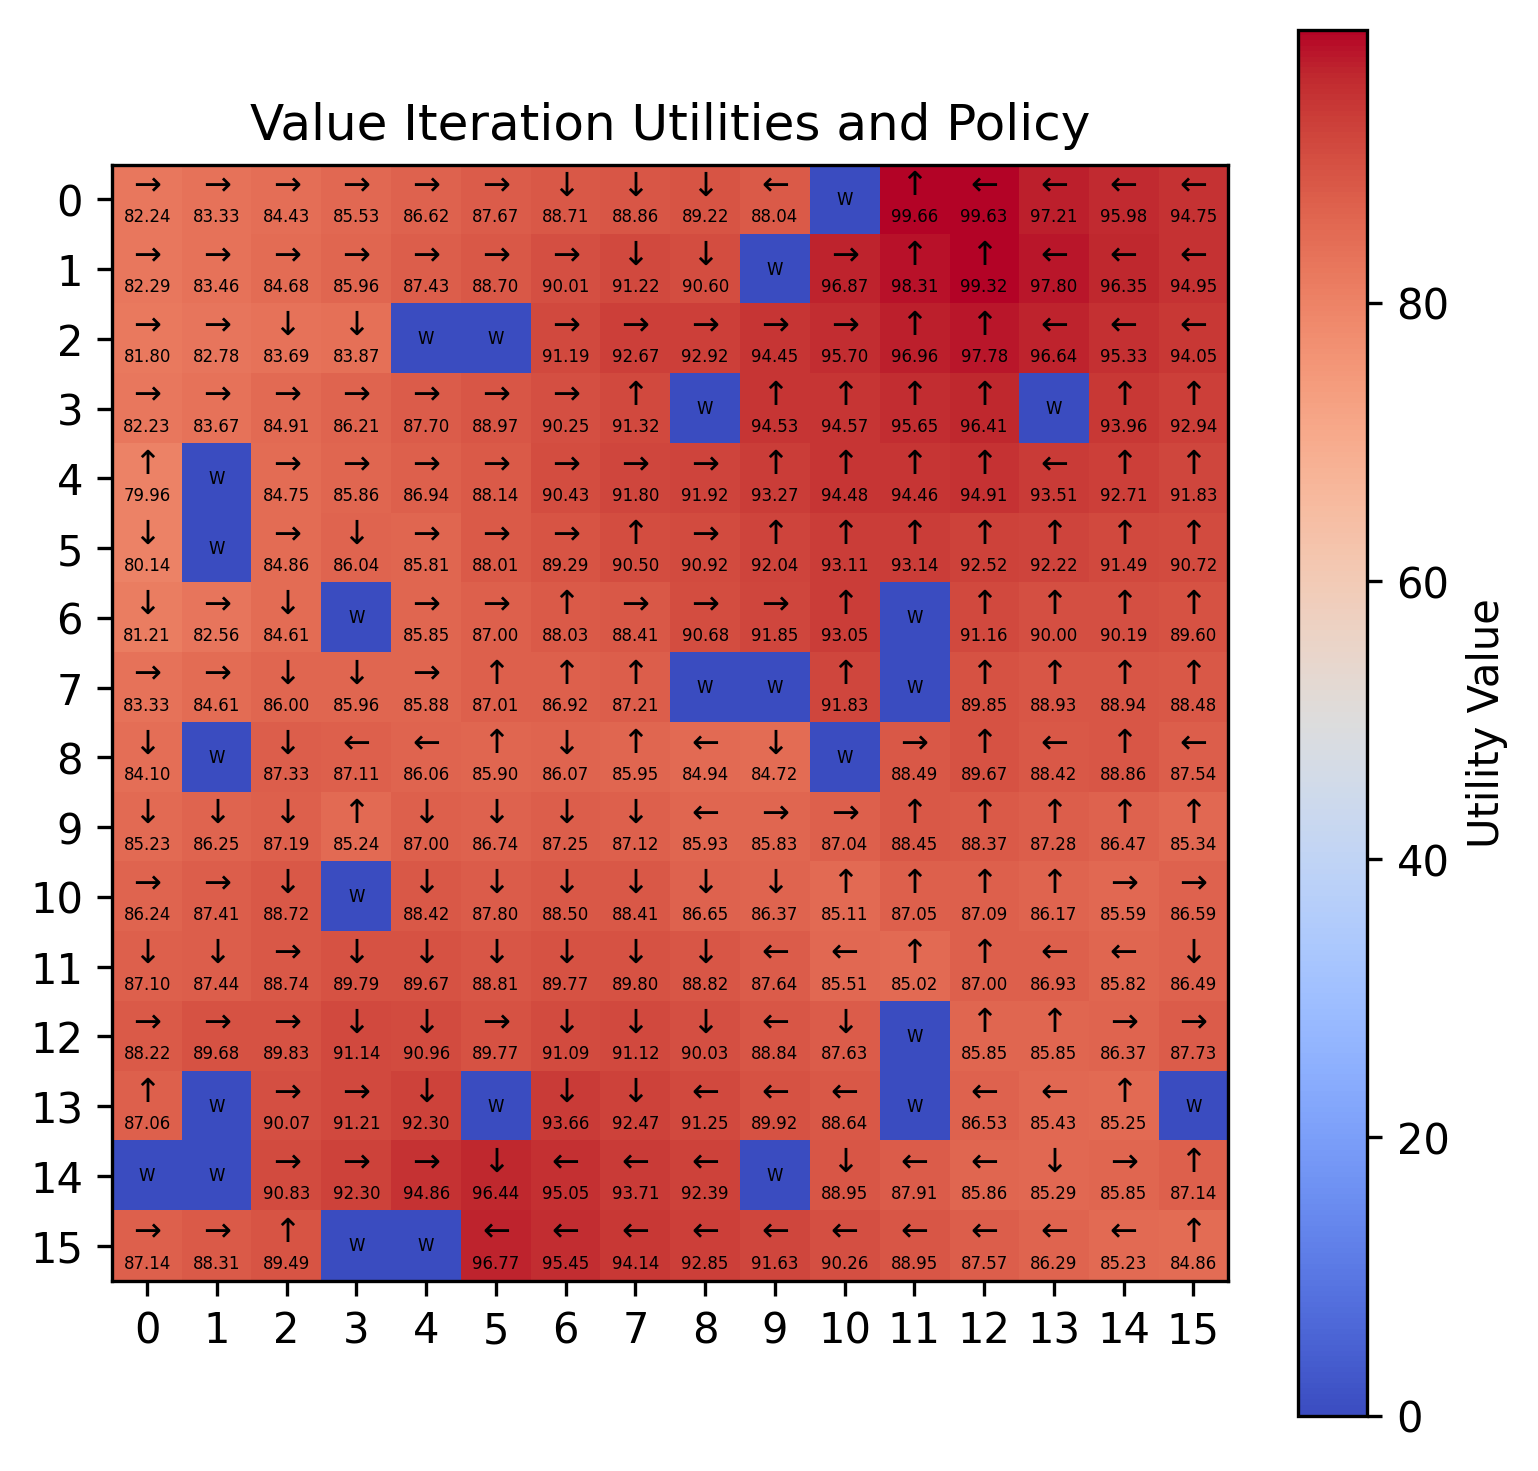 Value Iteration Utilities and Policy
0 → → → → → → ↓ ↓ ↓ ← W ↑ ← ← ← ←
82.24 83.33 84.43 85.53 86.62 87.67 88.71 88.86 89.22 88.04 99.66 99.63 97.21 95.98 94.75
1 → → → → → → → ↓ ↓ W → ↑ ↑ ← ← ←
82.29 83.46 84.68 85.96 87.43 88.70 90.01 91.22 90.60 96.87 98.31 99.32 97.80 96.35 94.95
2 → → ↓ ↓ W W → → → → → ↑ ↑ ← ← ←
81.80 82.78 83.69 83.87 91.19 92.67 92.92 94.45 95.70 96.96 97.78 96.64 95.33 94.05
3 → → → → → → → ↑ W ↑ ↑ ↑ ↑ W ↑ ↑
82.23 83.67 84.91 86.21 87.70 88.97 90.25 91.32 94.53 94.57 95.65 96.41 93.96 92.94
4 ↑ W → → → → → → → ↑ ↑ ↑ ↑ ← ↑ ↑
79.96 84.75 85.86 86.94 88.14 90.43 91.80 91.92 93.27 94.48 94.46 94.91 93.51 92.71 91.83
5 ↓ W → ↓ → → → ↑ → ↑ ↑ ↑ ↑ ↑ ↑ ↑
80.14 84.86 86.04 85.81 88.01 89.29 90.50 90.92 92.04 93.11 93.14 92.52 92.22 91.49 90.72
6 ↓ → ↓ W → → ↑ → → → ↑ W ↑ ↑ ↑ ↑
81.21 82.56 84.61 85.85 87.00 88.03 88.41 90.68 91.85 93.05 91.16 90.00 90.19 89.60
7 → → ↓ ↓ → ↑ ↑ ↑ W W ↑ W ↑ ↑ ↑ ↑
83.33 84.61 86.00 85.96 85.88 87.01 86.92 87.21 91.83 89.85 88.93 88.94 88.48
8 ↓ W ↓ ← ← ↑ ↓ ↑ ← ↓ W → ↑ ← ↑ ←
84.10 87.33 87.11 86.06 85.90 86.07 85.95 84.94 84.72 88.49 89.67 88.42 88.86 87.54
9 ↓ ↓ ↓ ↑ ↓ ↓ ↓ ↓ ← → → ↑ ↑ ↑ ↑ ↑
85.23 86.25 87.19 85.24 87.00 86.74 87.25 87.12 85.93 85.83 87.04 88.45 88.37 87.28 86.47 85.34
10 → → ↓ W ↓ ↓ ↓ ↓ ↓ ↓ ↑ ↑ ↑ ↑ → →
86.24 87.41 88.72 88.42 87.80 88.50 88.41 86.65 86.37 85.11 87.05 87.09 86.17 85.59 86.59
11 ↓ ↓ → ↓ ↓ ↓ ↓ ↓ ↓ ← ← ↑ ↑ ← ← ↓
87.10 87.44 88.74 89.79 89.67 88.81 89.77 89.80 88.82 87.64 85.51 85.02 87.00 86.93 85.82 86.49
12 → → → ↓ ↓ → ↓ ↓ ↓ ← ↓ W ↑ ↑ → →
88.22 89.68 89.83 91.14 90.96 89.77 91.09 91.12 90.03 88.84 87.63 85.85 85.85 86.37 87.73
13 ↑ W → → ↓ W ↓ ↓ ← ← ← W ← ← ↑ W
87.06 90.07 91.21 92.30 93.66 92.47 91.25 89.92 88.64 86.53 85.43 85.25
14 W W → → → ↓ ← ← ← W ↓ ← ← ↓ → ↑
90.83 92.30 94.86 96.44 95.05 93.71 92.39 88.95 87.91 85.86 85.29 85.85 87.14
15 → → ↑ W W ← ← ← ← ← ← ← ← ← ← ↑
87.14 88.31 89.49 96.77 95.45 94.14 92.85 91.63 90.26 88.95 87.57 86.29 85.23 84.86
0 1 2 3 4 5 6 7 8 9 10 11 12 13 14 15
80
60
40
20
0
Utility Value